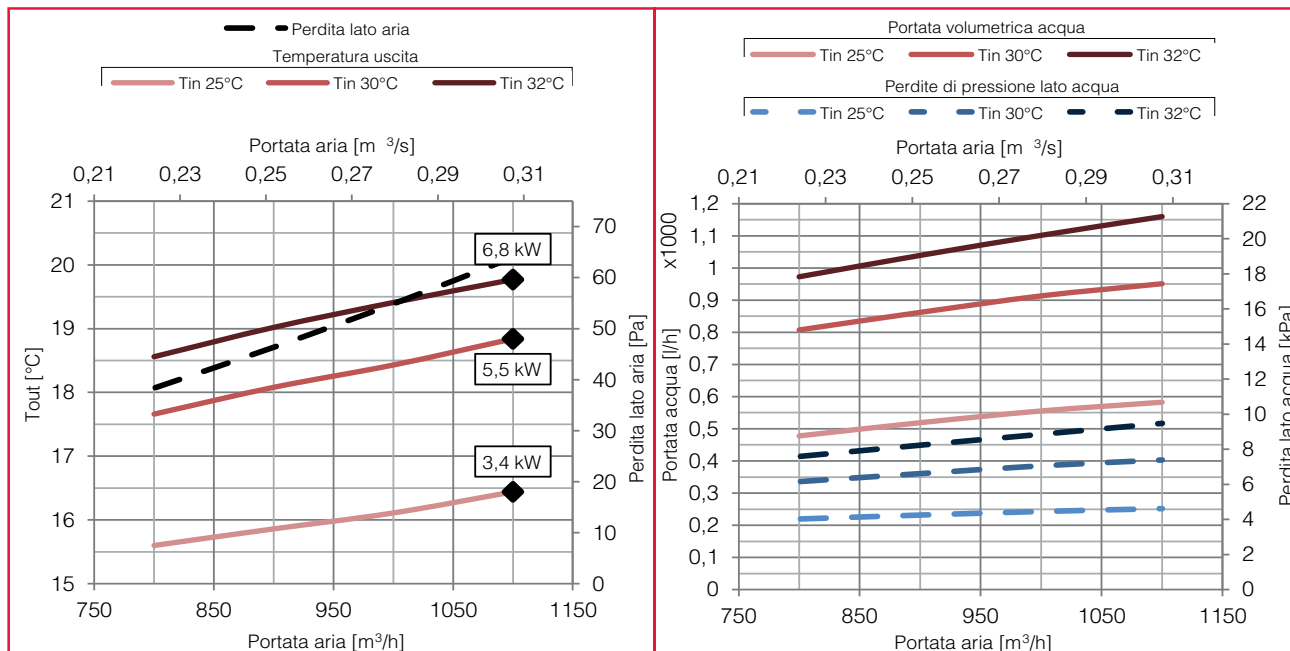 Perdita lato aria
Temperatura uscita
Tin 25°C Tin 30°C Tin 32°C
Portata aria [m ³/s]
0,21 0,23 0,25 0,27 0,29 0,31
21
20
19
18
17
16
15
Tout [°C]
70
60
50
40
30
20
10
0
Perdita lato aria [Pa]
6,8 kW
5,5 kW
3,4 kW
750 850 950 1050 1150
Portata aria [m³/h]
Portata volumetrica acqua
Tin 25°C Tin 30°C Tin 32°C
Perdite di pressione lato acqua
Tin 25°C Tin 30°C Tin 32°C
Portata aria [m ³/s]
0,21 0,23 0,25 0,27 0,29 0,31
1,2
1,1
1
0,9
0,8
0,7
0,6
0,5
0,4
0,3
0,2
0,1
0
x1000
Portata acqua [l/h]
22
20
18
16
14
12
10
8
6
4
2
0
Perdita lato acqua [kPa]
750 850 950 1050 1150
Portata aria [m³/h]